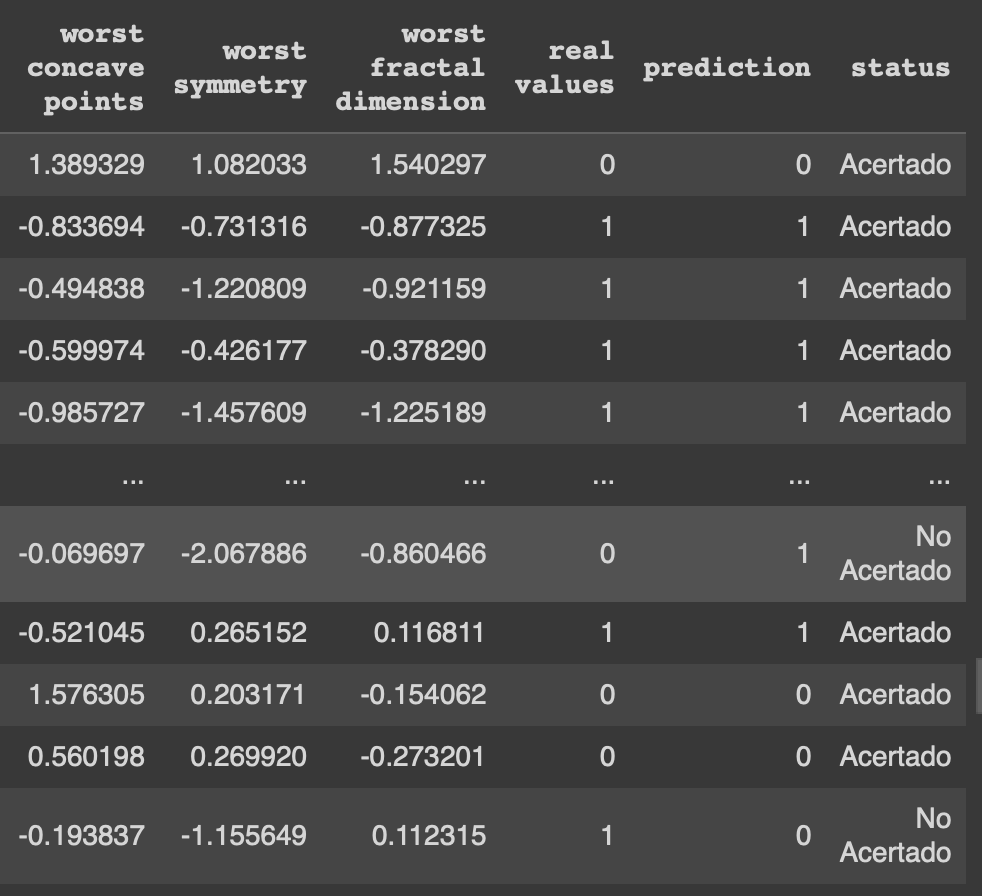 worst concave points worst symmetry worst fractal dimension real values prediction status
1.389329 1.082033 1.540297 0 0 Acertado
-0.833694 -0.731316 -0.877325 1 1 Acertado
-0.494838 -1.220809 -0.921159 1 1 Acertado
-0.599974 -0.426177 -0.378290 1 1 Acertado
-0.985727 -1.457609 -1.225189 1 1 Acertado
... ... ... ... ... ...
-0.069697 -2.067886 -0.860466 0 1 No Acertado
-0.521045 0.265152 0.116811 1 1 Acertado
1.576305 0.203171 -0.154062 0 0 Acertado
0.560198 0.269920 -0.273201 0 0 Acertado
-0.193837 -1.155649 0.112315 1 0 No Acertado